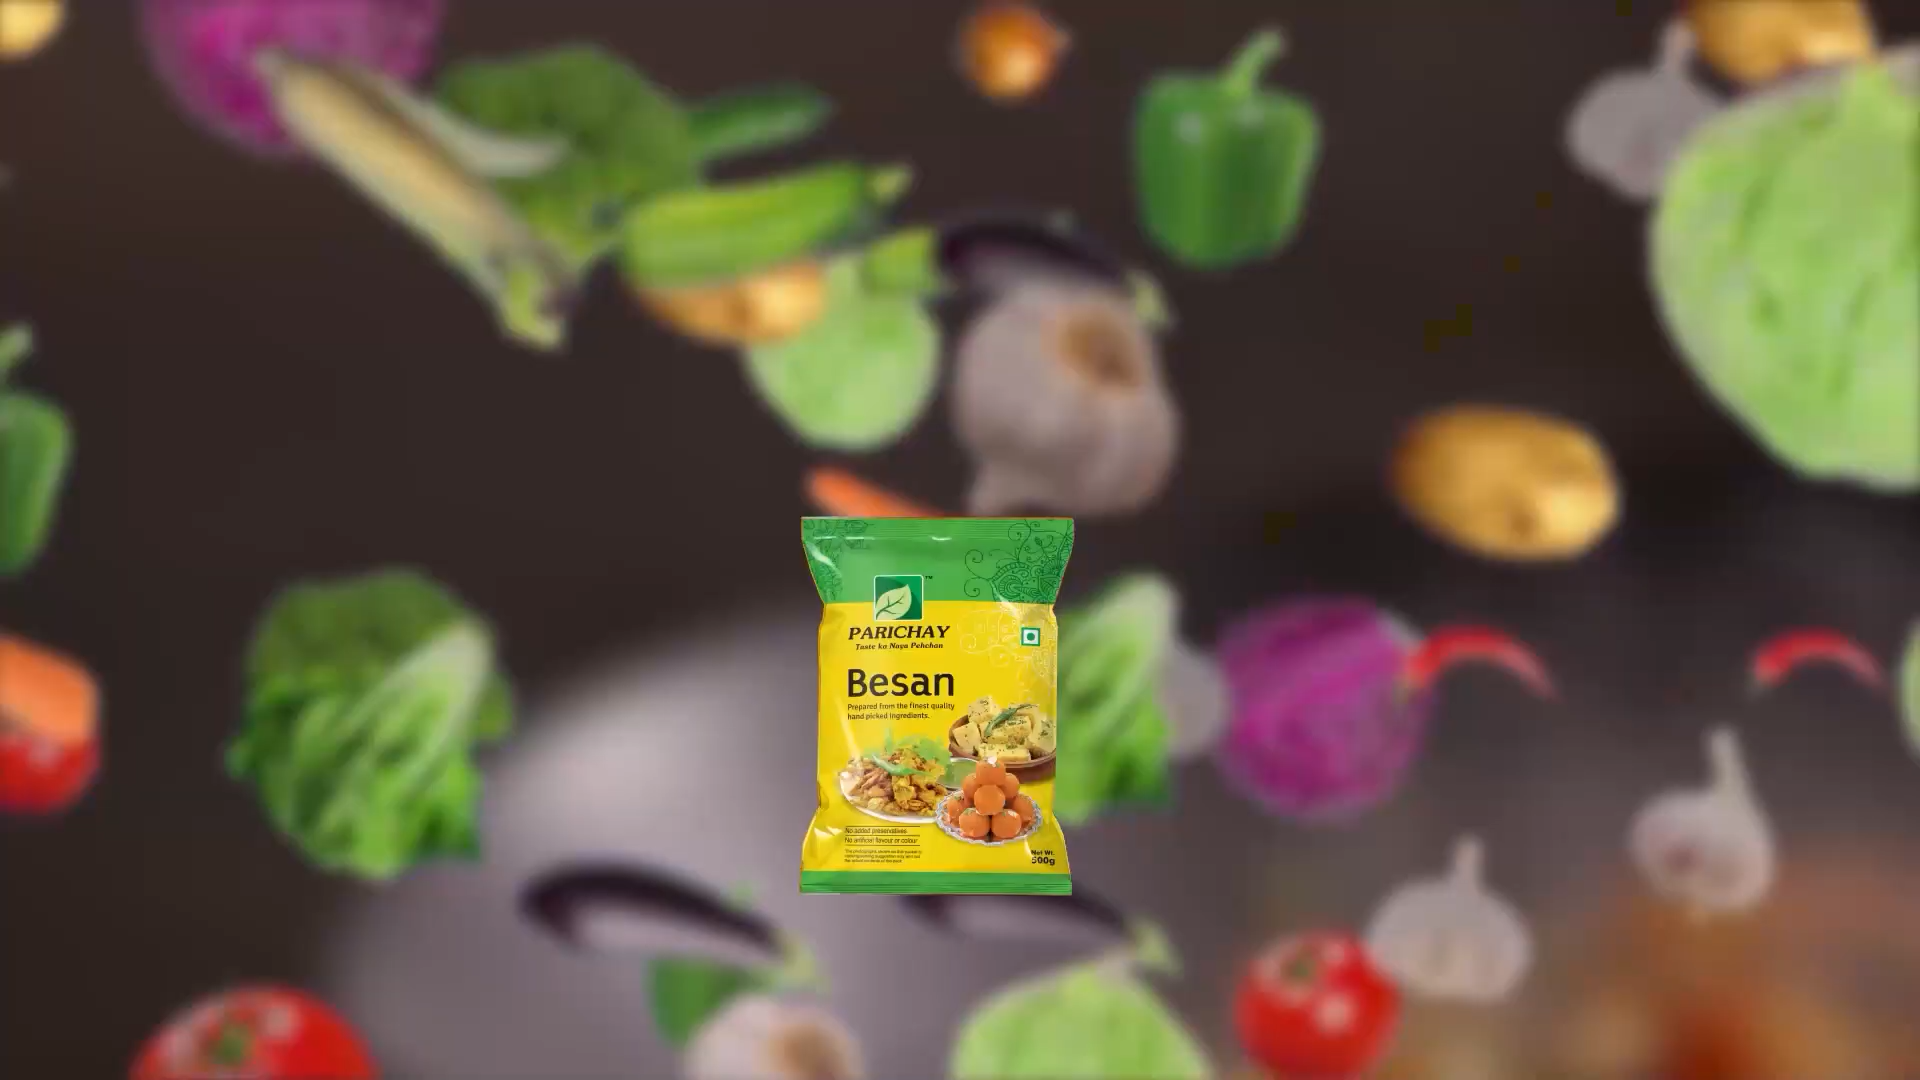 TM
PARICHAY
Taste ka Naya Pehchan
Besan
Prepared from the finest quality
hand picked ingredients.
No added preservatives
No artificial flavour or colour
Net Wt.
500g